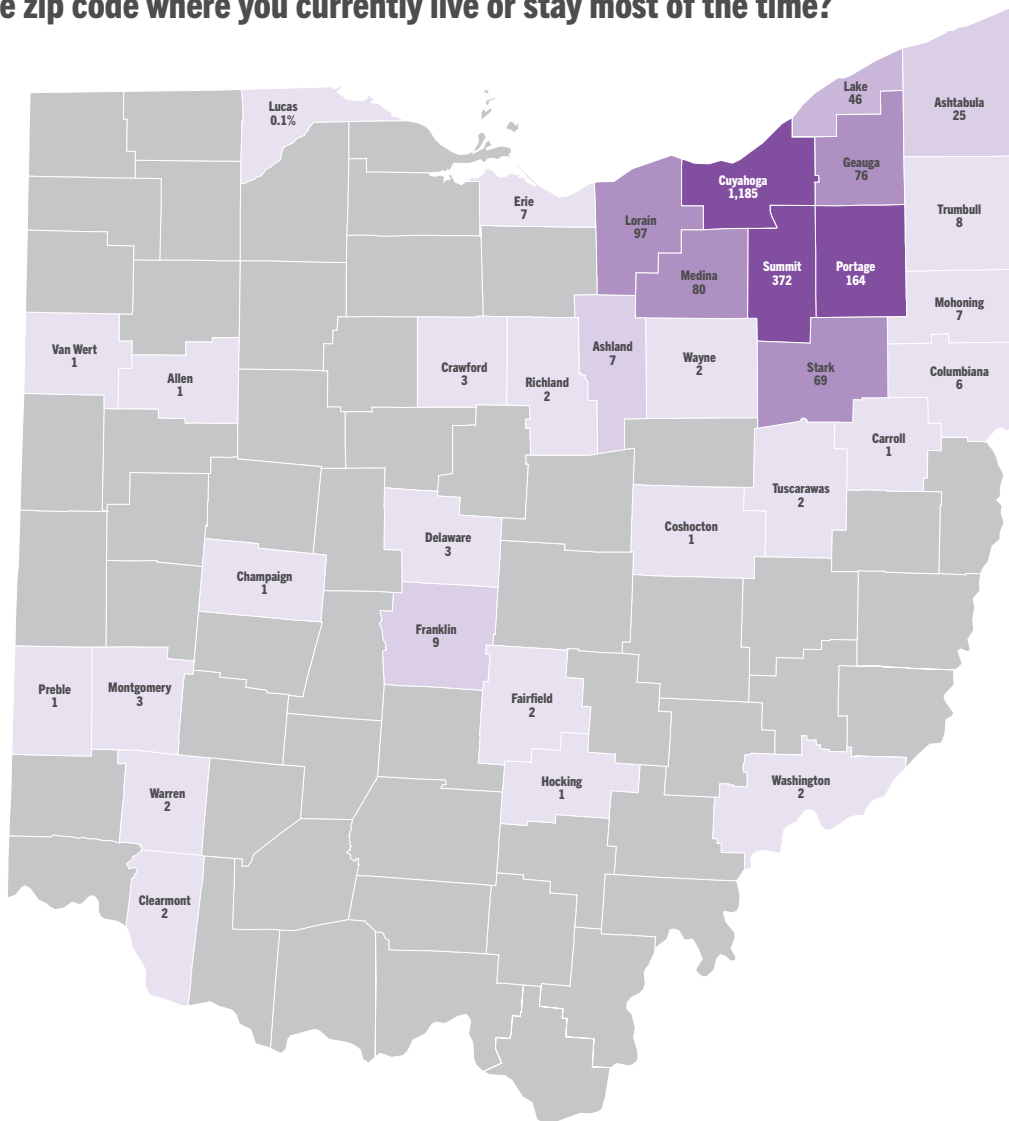 e zip code where you currently live or stay most of the time?
Lake
46
Ashtabula
25
Lucas
0.1%
Geauga
76
Cuyahoga
1,185
Erie
7
Trumbull
8
Lorain
97
Medina
80
Summit
372
Portage
164
Mohoning
7
Van Wert
1
Allen
1
Crawford
3
Richland
2
Ashland
7
Wayne
2
Stark
69
Columbiana
6
Carroll
1
Tuscarawas
2
Coshocton
1
Delaware
3
Champaign
1
Franklin
9
Preble
1
Montgomery
3
Fairfield
2
Hocking
1
Washington
2
Warren
2
Clearmont
2